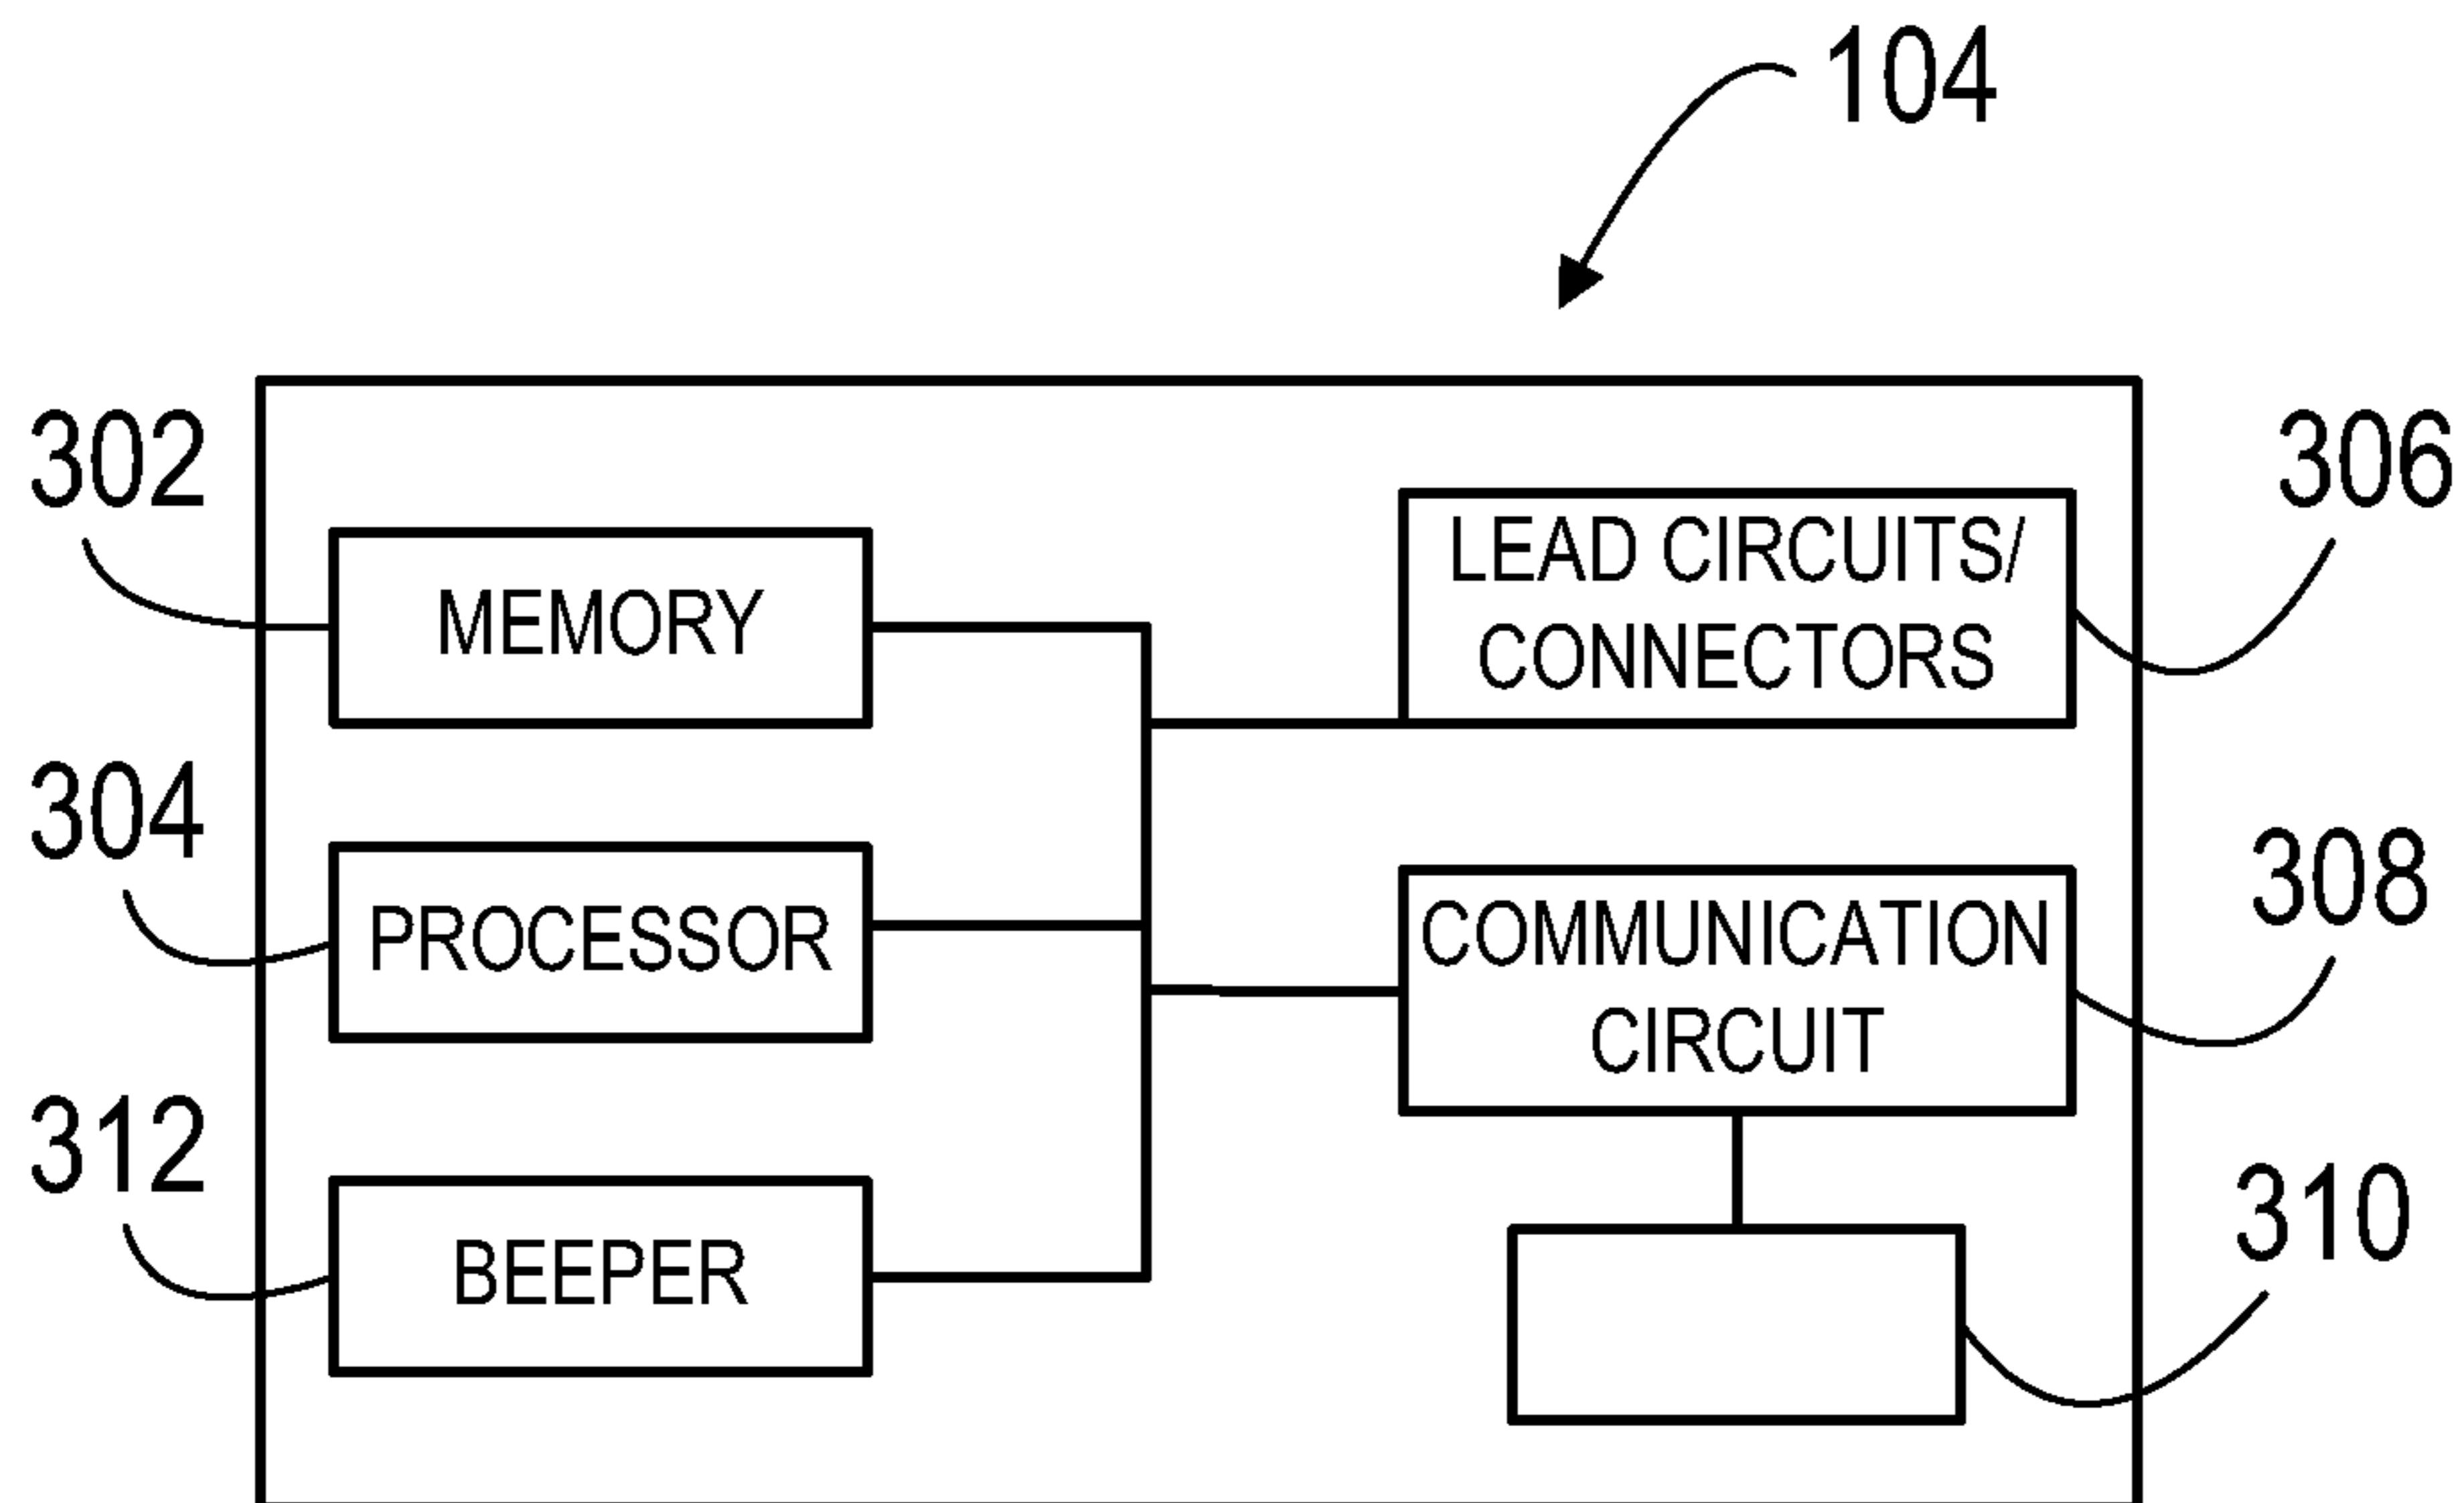 104
302
306
MEMORY
LEAD CIRCUITS/
CONNECTORS
304
308
PROCESSOR
COMMUNICATION
CIRCUIT
312
310
BEEPER